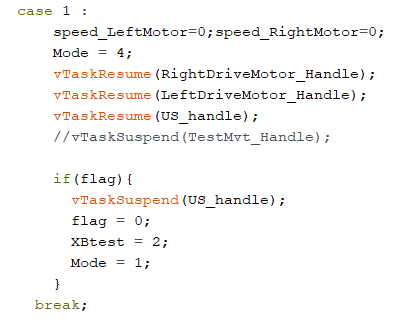 case 1 :
speed_LeftMotor=0;speed_RightMotor=0;
Mode = 4;
vTaskResume(RightDriveMotor_Handle);
vTaskResume(LeftDriveMotor_Handle);
vTaskResume(US_handle);
//vTaskSuspend(TestMvt_Handle);
if(flag){
vTaskSuspend(US_handle);
flag = 0;
XBtest = 2;
Mode = 1;
}
break;